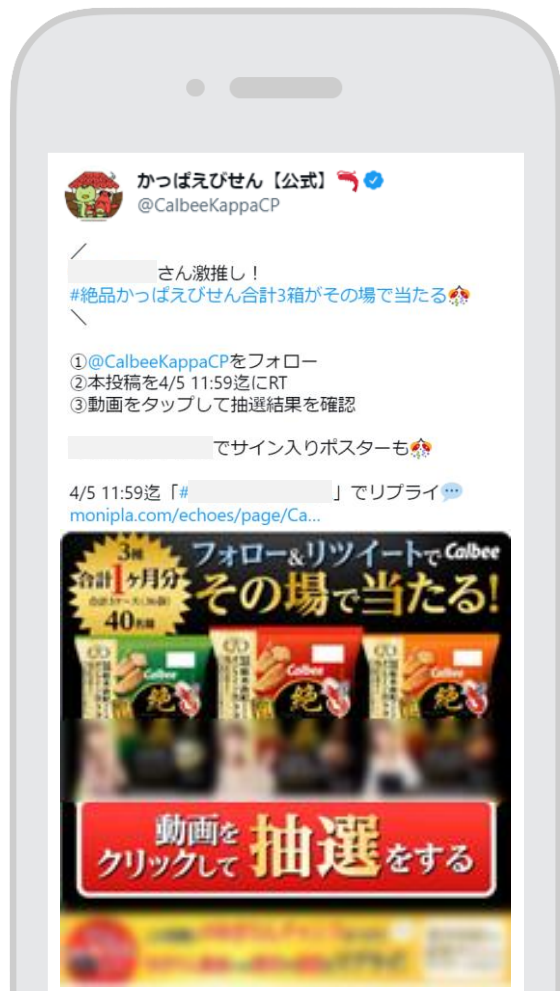 かっぱえびせん【公式】
@CalbeeKappaCP
／
さん激推し！
#絶品かっぱえびせん合計3箱がその場で当たる
＼
①@CalbeeKappaCPをフォロー
②本投稿を4/5 11:59迄にRT
③動画をタップして抽選結果を確認
でサイン入りポスターも
4/5 11:59迄「#　」でリプライ
monipla.com/echoes/page/Ca...
3種
合計1ヶ月分
40名様
フォロー&リツイートで Calbee
その場で当たる!
Calbee
絶
Calbee
絶
Calbee
絶
動画を
クリックして抽選をする